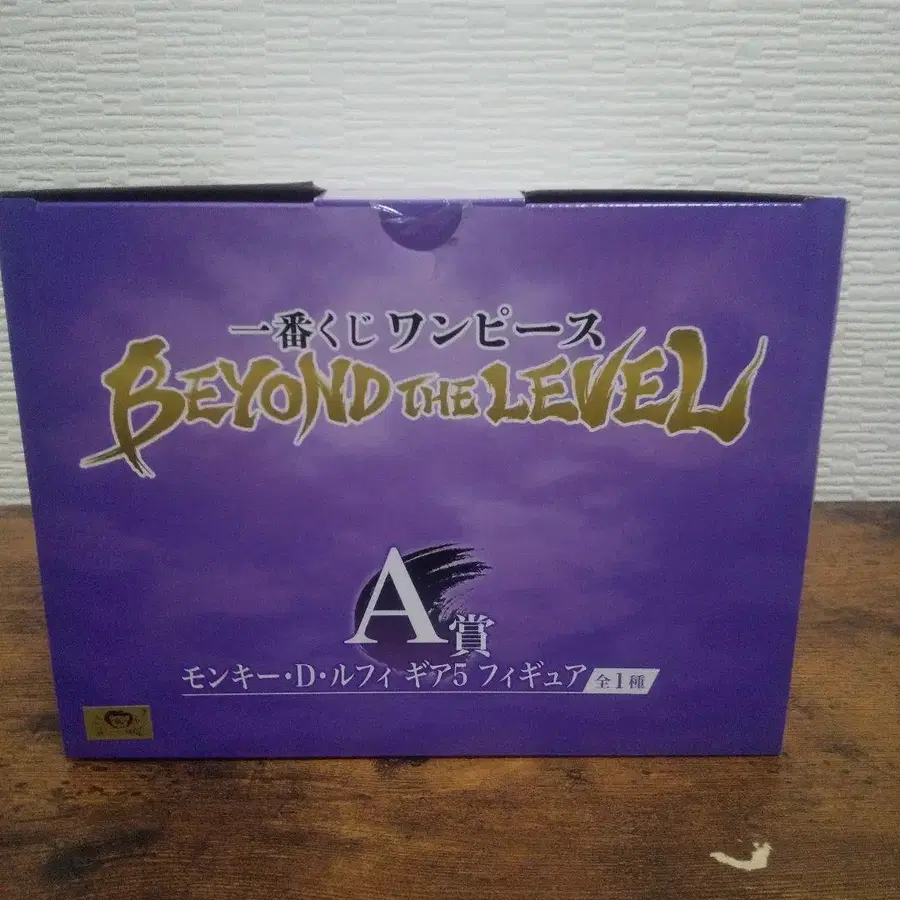 一番くじ ワンピース
BEYOND THE LEVEL
A賞
モンキー・D・ルフィ ギア5 フィギュア 全1種